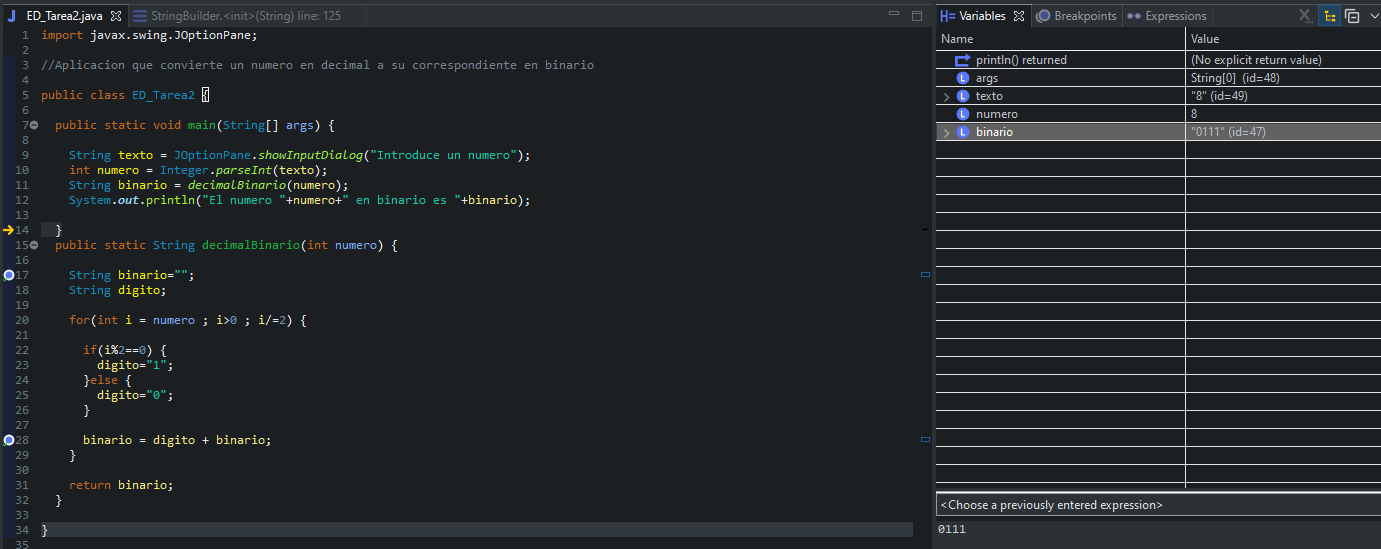 ED_Tarea2.java
StringBuilder.<init>(String) line: 125
1 import javax.swing.JOptionPane;
2
3 //Aplicacion que convierte un numero en decimal a su correspondiente en binario
4
5 public class ED_Tarea2 {
6
7 public static void main(String[] args) {
8
9 String texto = JOptionPane.showInputDialog("Introduce un numero");
10 int numero = Integer.parseInt(texto);
11 String binario = decimalBinario(numero);
12 System.out.println("El numero "+numero+" en binario es "+binario);
13
14 }
15 public static String decimalBinario(int numero) {
16
17 String binario="";
18 String digito;
19
20 for(int i = numero ; i>0 ; i/=2) {
21
22 if(i%2==0) {
23 digito="1";
24 }else {
25 digito="0";
26 }
27
28 binario = digito + binario;
29 }
30
31 return binario;
32 }
33
34 }
35
Variables
Breakpoints
Expressions
Name Value
println() returned (No explicit return value)
args String[0] (id=48)
texto "8" (id=49)
numero 8
binario "0111" (id=47)
<Choose a previously entered expression>
0111